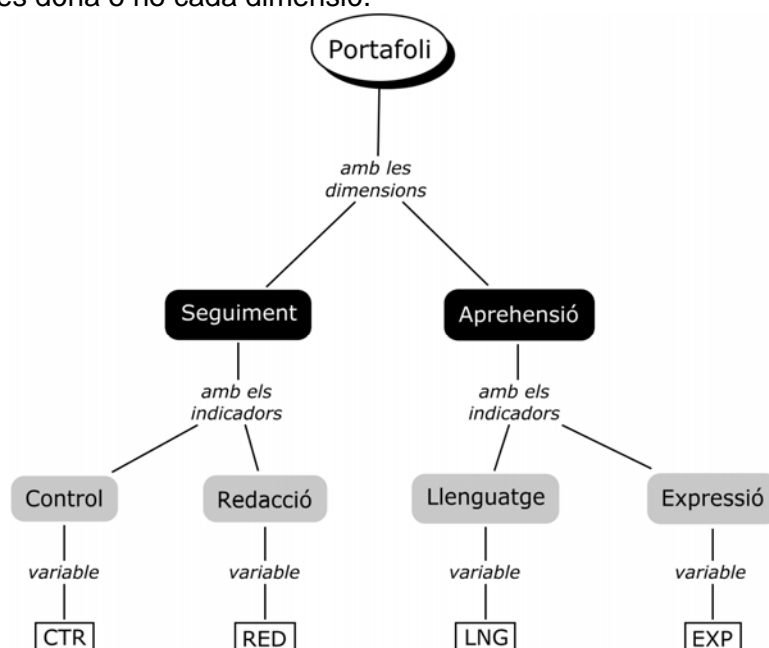 es dóna o no cada dimensió.
Portafoli
amb les
dimensions
Seguiment
Aprehensió
amb els
indicadors
amb els
indicadors
Control
Redacció
Llenguatge
Expressió
variable
variable
variable
variable
CTR
RED
LNG
EXP